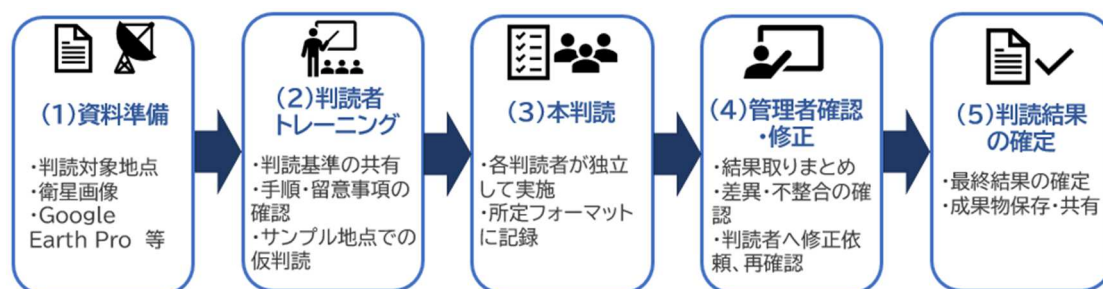 (1)資料準備
・判読対象地点
・衛星画像
・Google
Earth Pro 等
(2)判読者
トレーニング
・判読基準の共有
・手順・留意事項の
確認
・サンプル地点での
仮判読
(3)本判読
・各判読者が独立
して実施
・所定フォーマット
に記録
(4)管理者確認
・修正
・結果取りまとめ
・差異・不整合の確
認
・判読者へ修正依
頼、再確認
(5)判読結果
の確定
・最終結果の確定
・成果物保存・共有